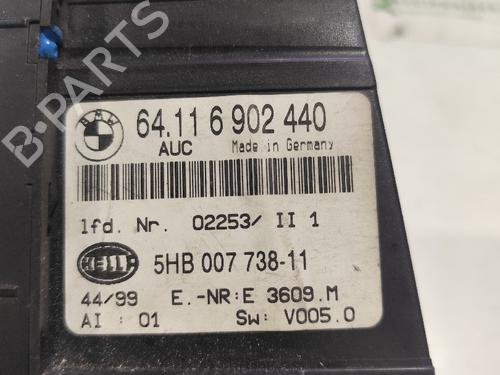 BMW
64.11 6 902 440
AUC Made in Germany
lfd. Nr. 02253/ II 1
HELLA 5HB 007 738-11
44/99 E.-NR:E 3609.M
AI : 01 Sw: V005.0
B-PARTS